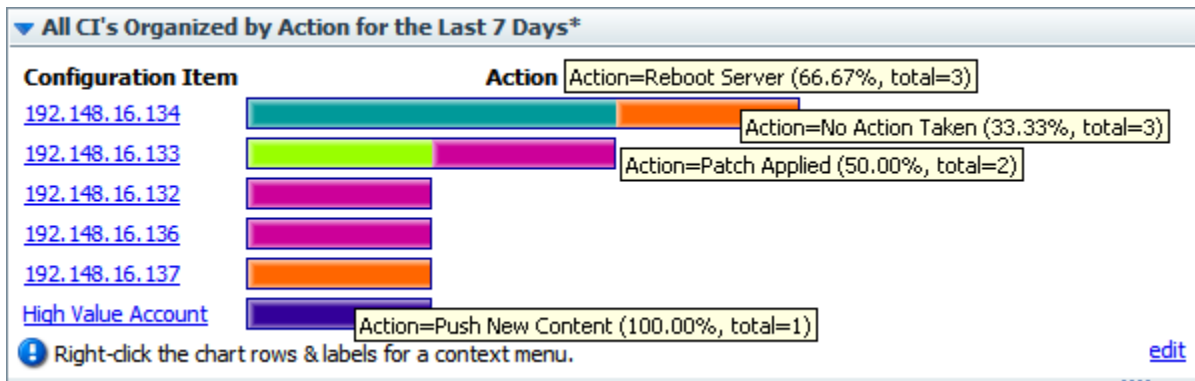 All CI's Organized by Action for the Last 7 Days*
Configuration Item Action Action=Reboot Server (66.67%, total=3)
192.148.16.134
Action=No Action Taken (33.33%, total=3)
192.148.16.133
Action=Patch Applied (50.00%, total=2)
192.148.16.132
192.148.16.136
192.148.16.137
High Value Account
Action=Push New Content (100.00%, total=1)
Right-click the chart rows & labels for a context menu. edit